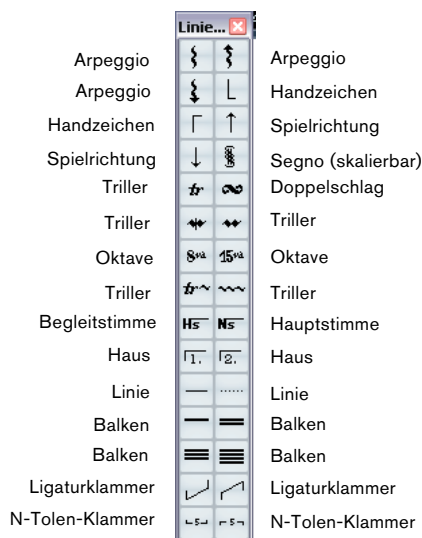 Linie...
Arpeggio Arpeggio
Arpeggio Handzeichen
Handzeichen Spielrichtung
Spielrichtung Segno (skalierbar)
Triller tr Doppelschlag
Triller Triller
Oktave 8va 15va Oktave
Triller tr Triller
Begleitstimme Hs Ns Hauptstimme
Haus 1. 2. Haus
Linie Linie
Balken Balken
Balken Balken
Ligaturklammer Ligaturklammer
N-Tolen-Klammer 5 5 N-Tolen-Klammer